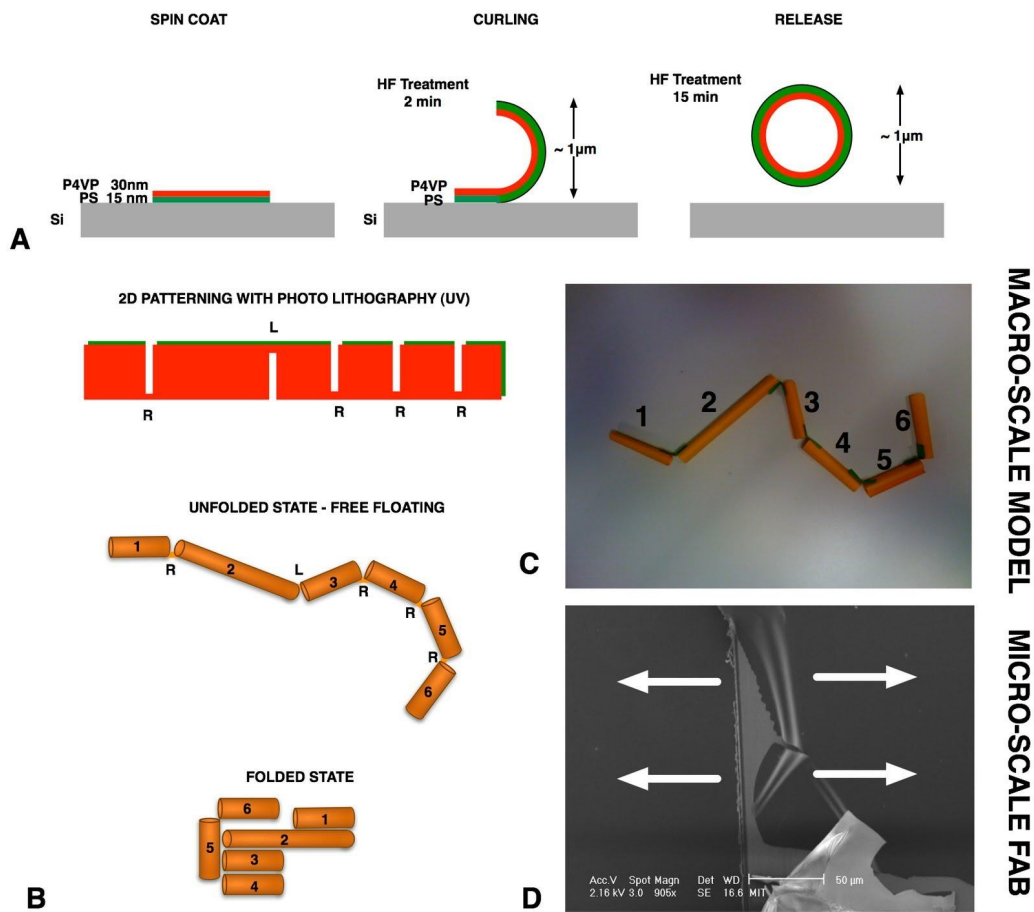 SPIN COAT
CURLING
RELEASE
HF Treatment
2 min
HF Treatment
15 min
~ 1µm
~ 1µm
P4VP 30nm
PS 15 nm
P4VP
PS
Si
Si
A
2D PATTERNING WITH PHOTO LITHOGRAPHY (UV)
L
R
R
R
R
UNFOLDED STATE - FREE FLOATING
1
R
2
L
3
R
4
R
5
R
6
FOLDED STATE
6
1
5
2
3
4
B
1
2
3
4
5
6
C
MACRO-SCALE MODEL
Acc.V Spot Magn Det WD 50 µm
2.16 kV 3.0 905x SE 16.6 MIT
D
MICRO-SCALE FAB